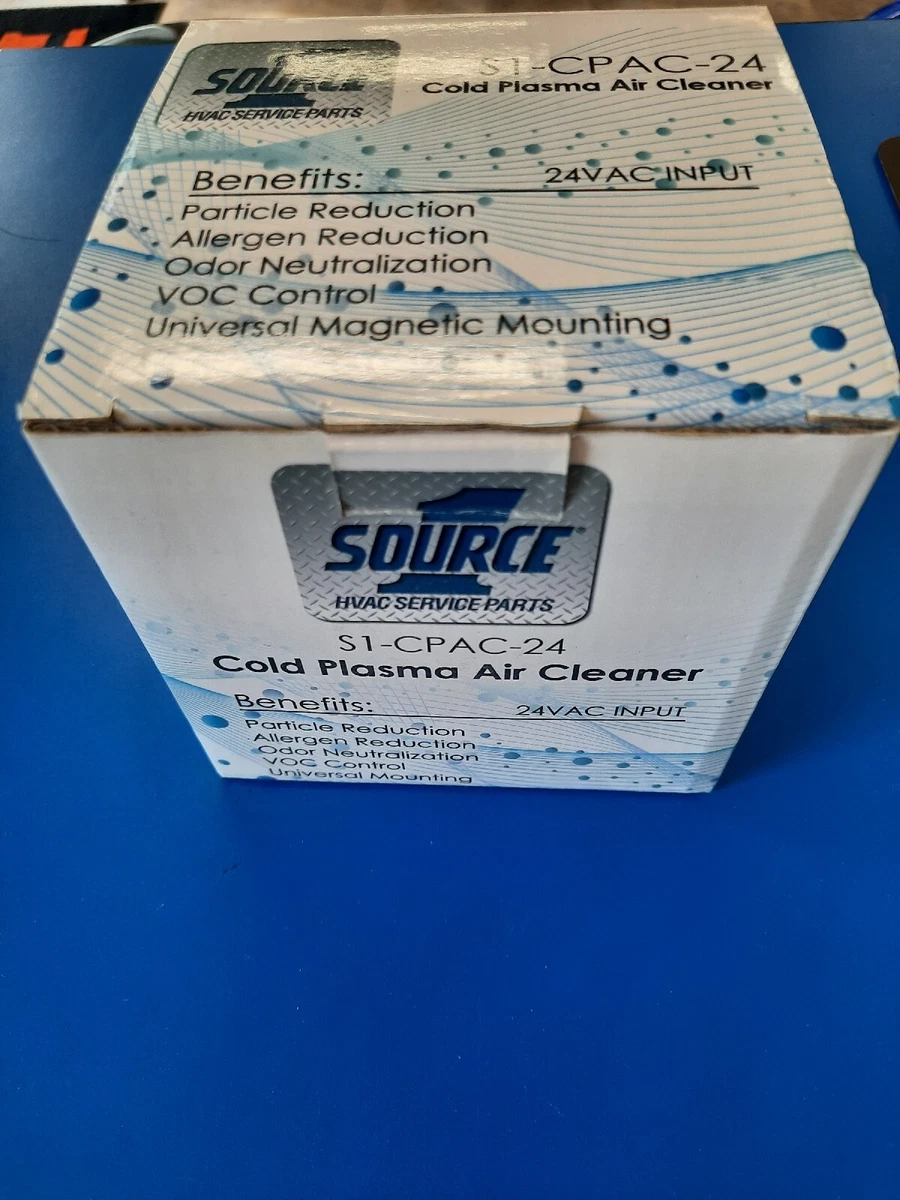 SOURCE 1
HVAC SERVICE PARTS
S1-CPAC-24
Cold Plasma Air Cleaner
Benefits:
24VAC INPUT
Particle Reduction
Allergen Reduction
Odor Neutralization
VOC Control
Universal Magnetic Mounting
1
SOURCE®
HVAC SERVICE PARTS
S1-CPAC-24
Cold Plasma Air Cleaner
Benefits:
24VAC INPUT
Particle Reduction
Allergen Reduction
Odor Neutralization
VOC Control
Universal Mounting